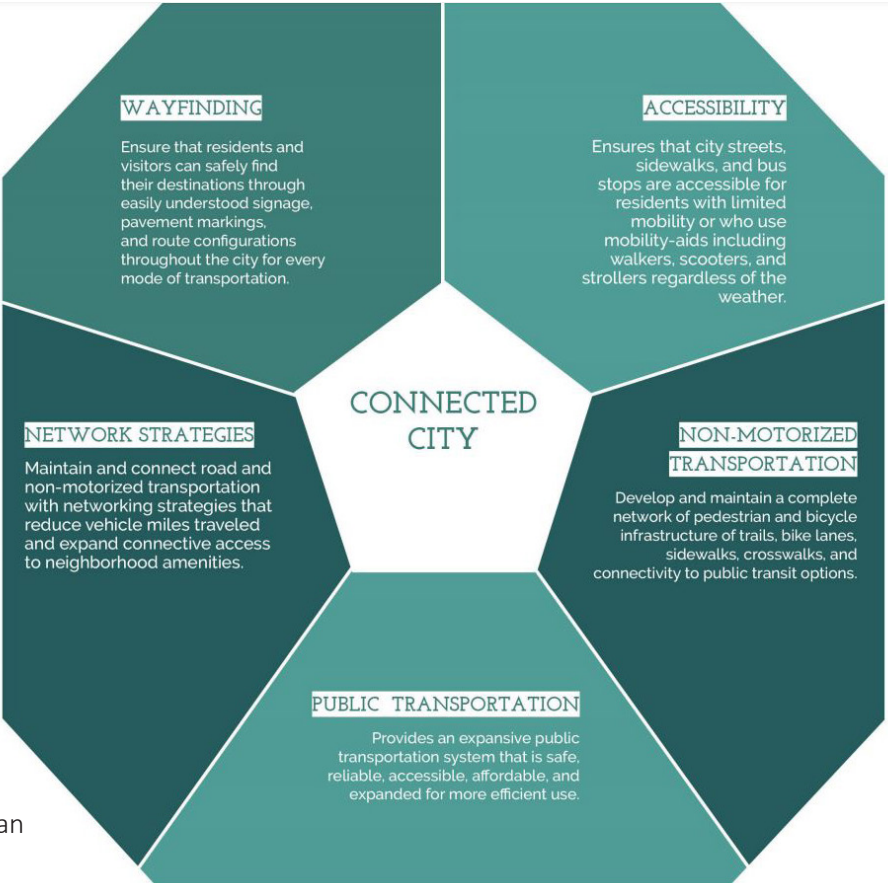 WAYFINDING
Ensure that residents and
visitors can safely find
their destinations through
easily understood signage,
pavement markings,
and route configurations
throughout the city for every
mode of transportation.
ACCESSIBILITY
Ensures that city streets,
sidewalks, and bus
stops are accessible for
residents with limited
mobility or who use
mobility-aids including
walkers, scooters, and
strollers regardless of the
weather.
CONNECTED
CITY
NETWORK STRATEGIES
Maintain and connect road and
non-motorized transportation
with networking strategies that
reduce vehicle miles traveled
and expand connective access
to neighborhood amenities.
NON-MOTORIZED
TRANSPORTATION
Develop and maintain a complete
network of pedestrian and bicycle
infrastructure of trails, bike lanes,
sidewalks, crosswalks, and
connectivity to public transit options.
PUBLIC TRANSPORTATION
Provides an expansive public
transportation system that is safe,
reliable, accessible, affordable, and
expanded for more efficient use.
an